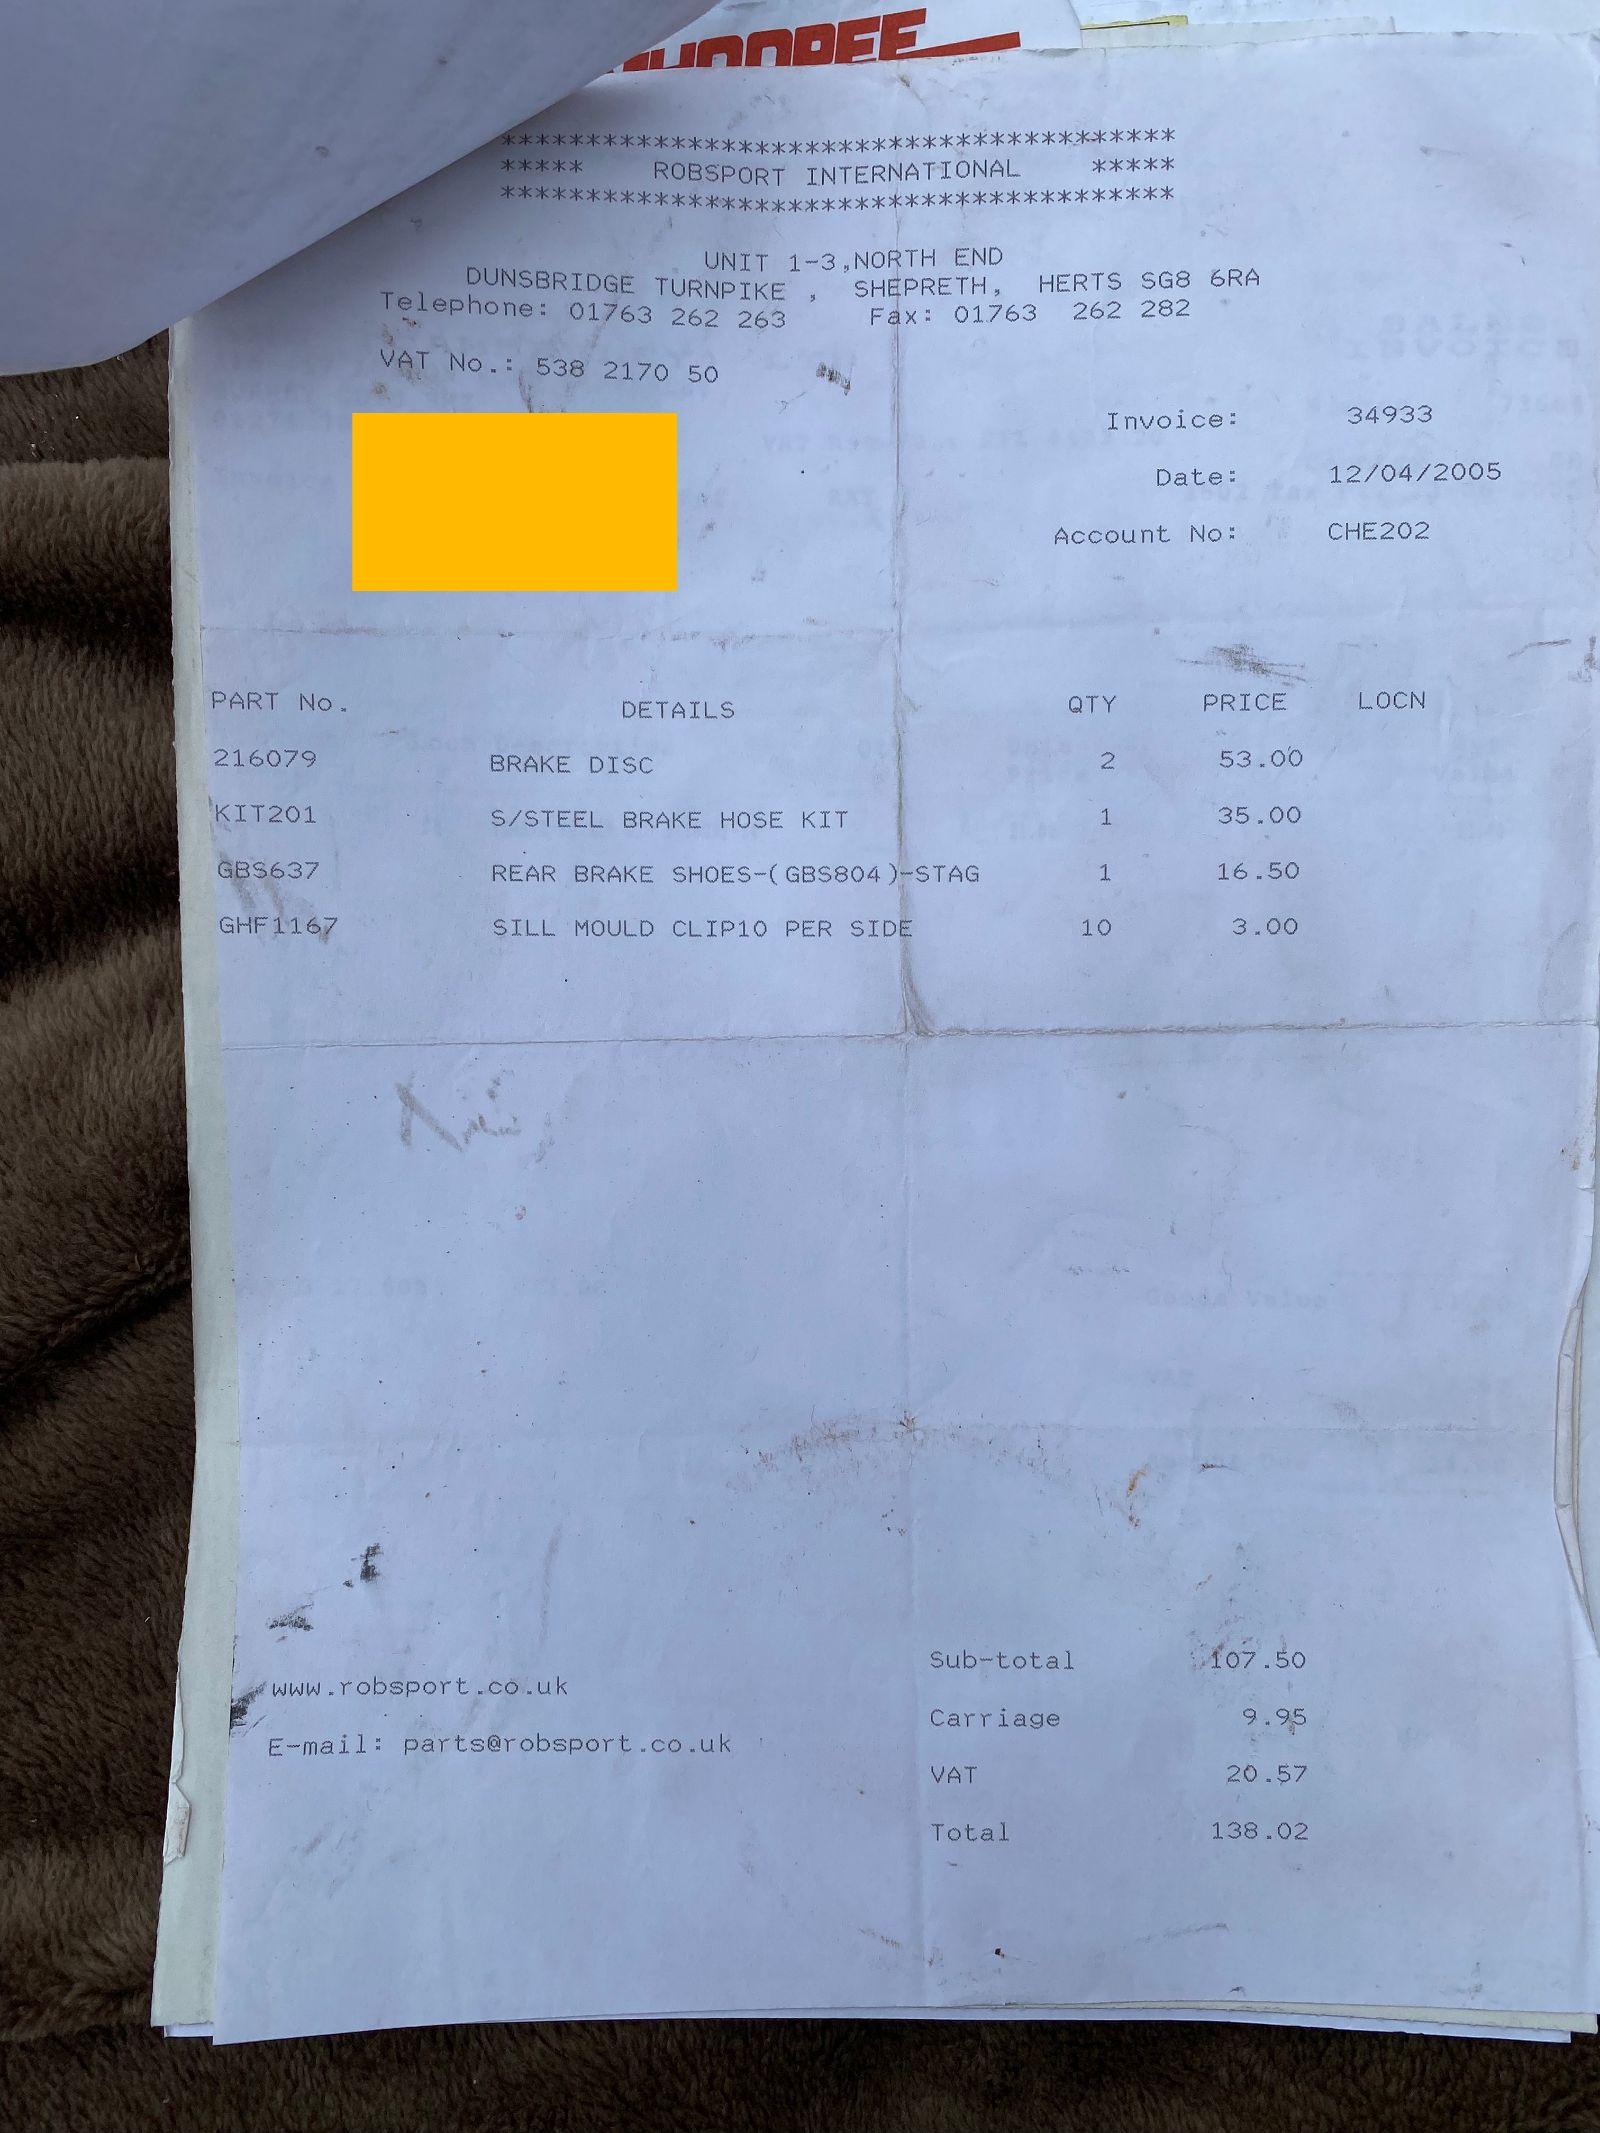 *****************************************
***** ROBSPORT INTERNATIONAL *****
*****************************************
UNIT 1-3,NORTH END
DUNSBRIDGE TURNPIKE , SHEPRETH, HERTS SG8 6RA
Telephone: 01763 262 263 Fax: 01763 262 282
VAT No.: 538 2170 50
Invoice: 34933
Date: 12/04/2005
Account No: CHE202
PART No. DETAILS QTY PRICE LOCN
216079 BRAKE DISC 2 53.00
KIT201 S/STEEL BRAKE HOSE KIT 1 35.00
GBS637 REAR BRAKE SHOES-(GBS804)-STAG 1 16.50
GHF1167 SILL MOULD CLIP10 PER SIDE 10 3.00
Sub-total 107.50
www.robsport.co.uk
Carriage 9.95
E-mail: parts@robsport.co.uk
VAT 20.57
Total 138.02